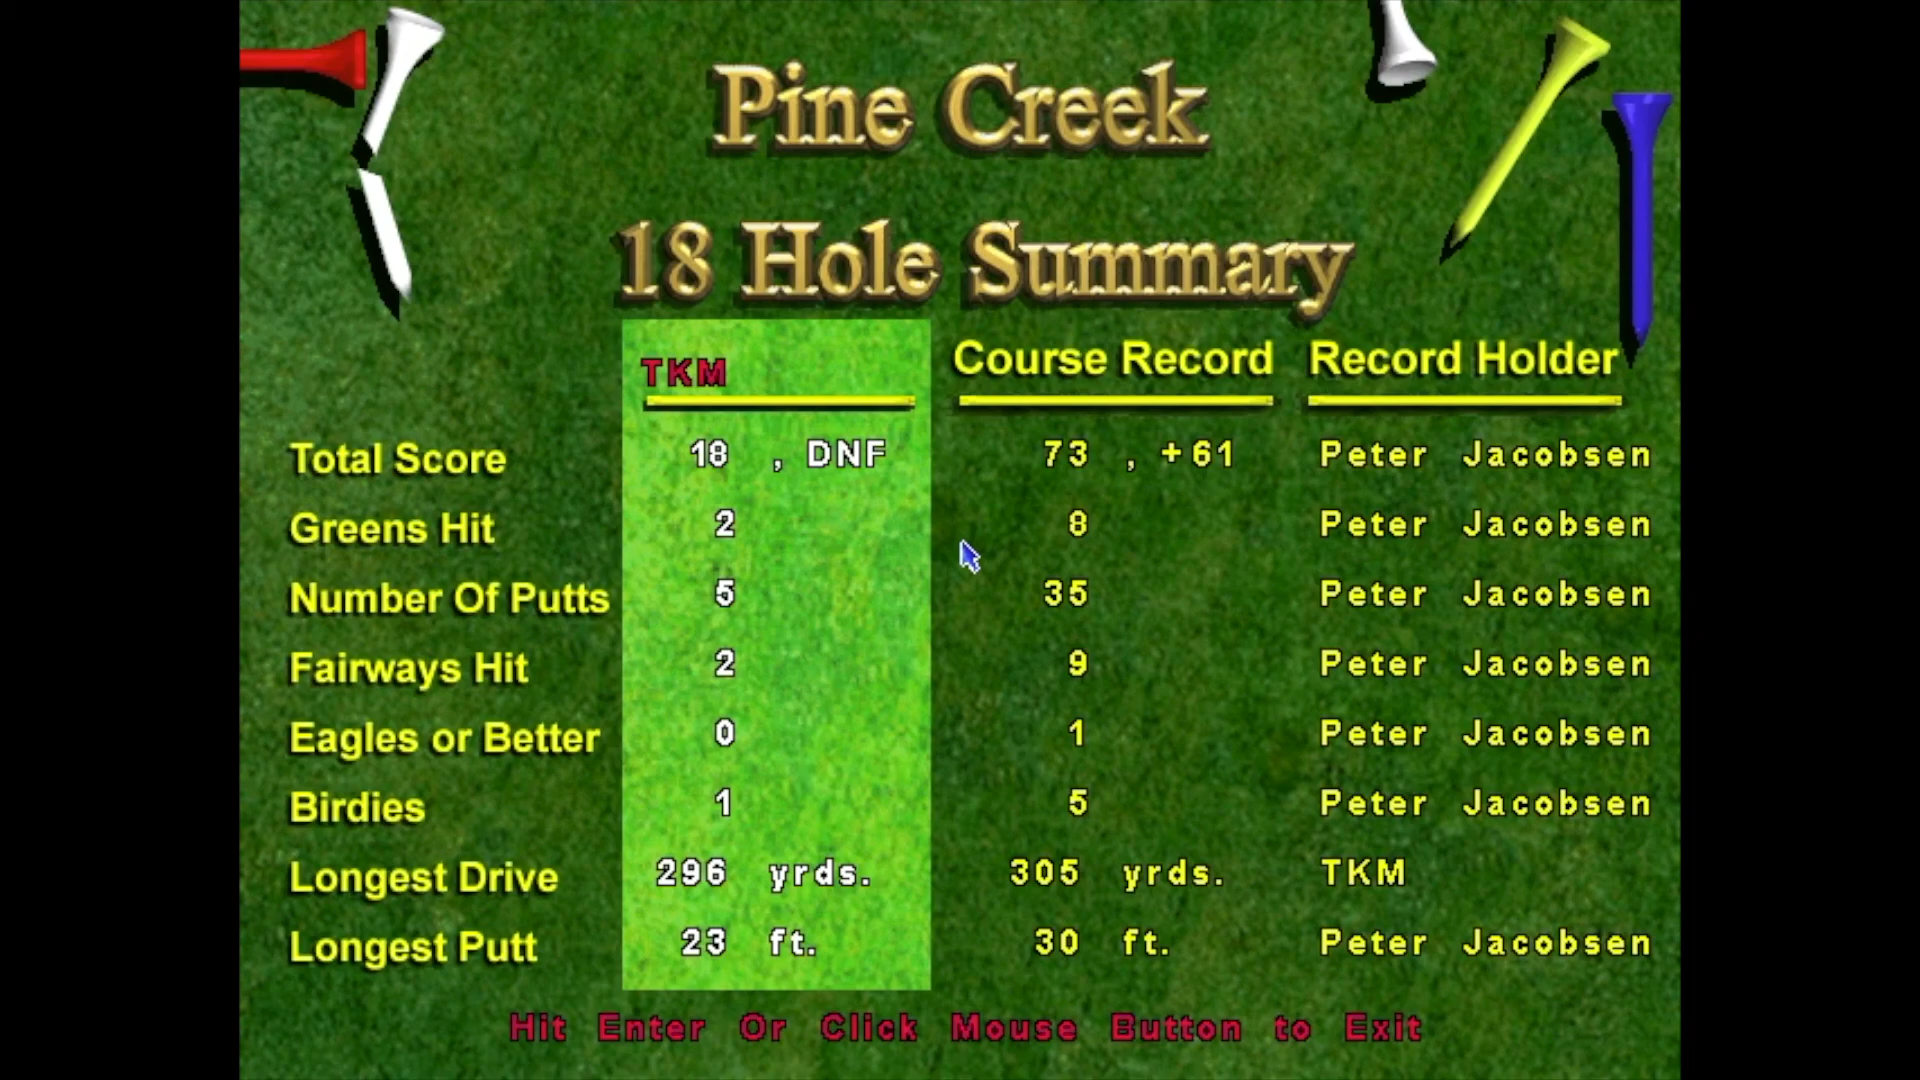 Pine Creek
18 Hole Summary
TKM Course Record Record Holder
Total Score 18 , DNF 73 , +61 Peter Jacobsen
Greens Hit 2 8 Peter Jacobsen
Number Of Putts 5 35 Peter Jacobsen
Fairways Hit 2 9 Peter Jacobsen
Eagles or Better 0 1 Peter Jacobsen
Birdies 1 5 Peter Jacobsen
Longest Drive 296 yrds. 305 yrds. TKM
Longest Putt 23 ft. 30 ft. Peter Jacobsen
Hit Enter Or Click Mouse Button to Exit